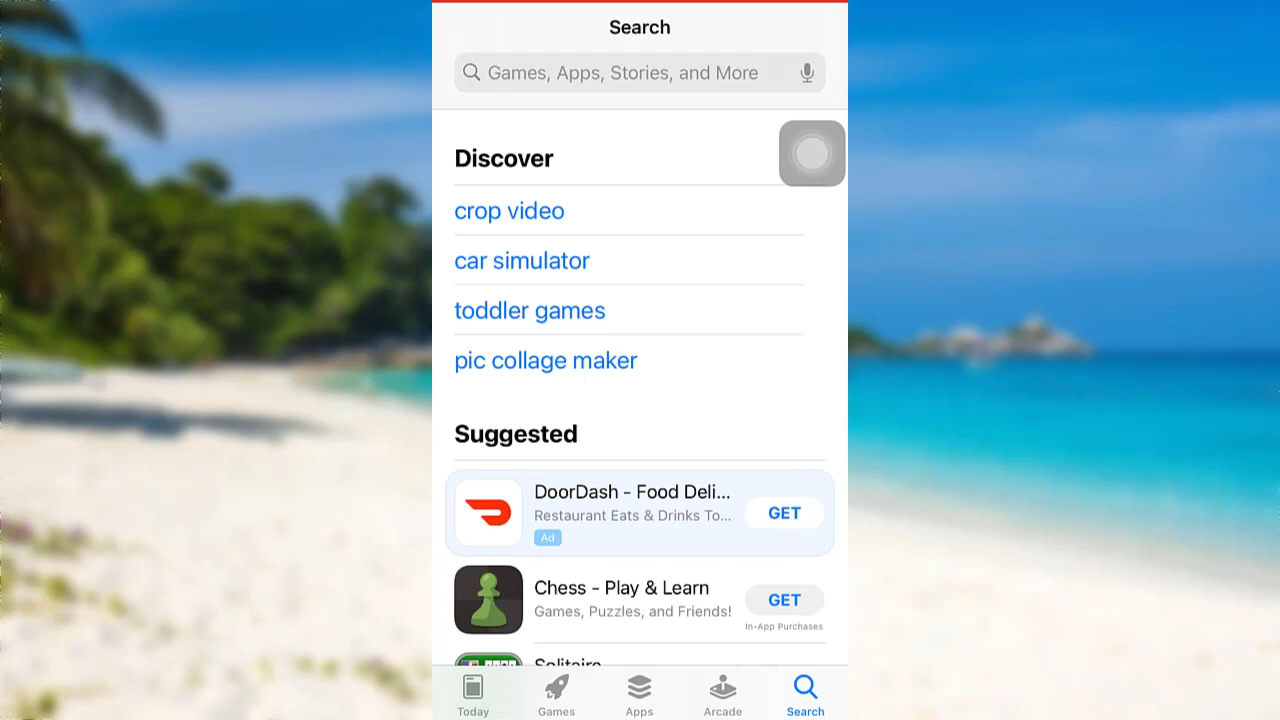 Search
Games, Apps, Stories, and More
Discover
crop video
car simulator
toddler games
pic collage maker
Suggested
DoorDash - Food Deli...
Restaurant Eats & Drinks To...
GET
Ad
Chess - Play & Learn
Games, Puzzles, and Friends!
GET
In-App Purchases
Solitaire
Today
Games
Apps
Arcade
Search